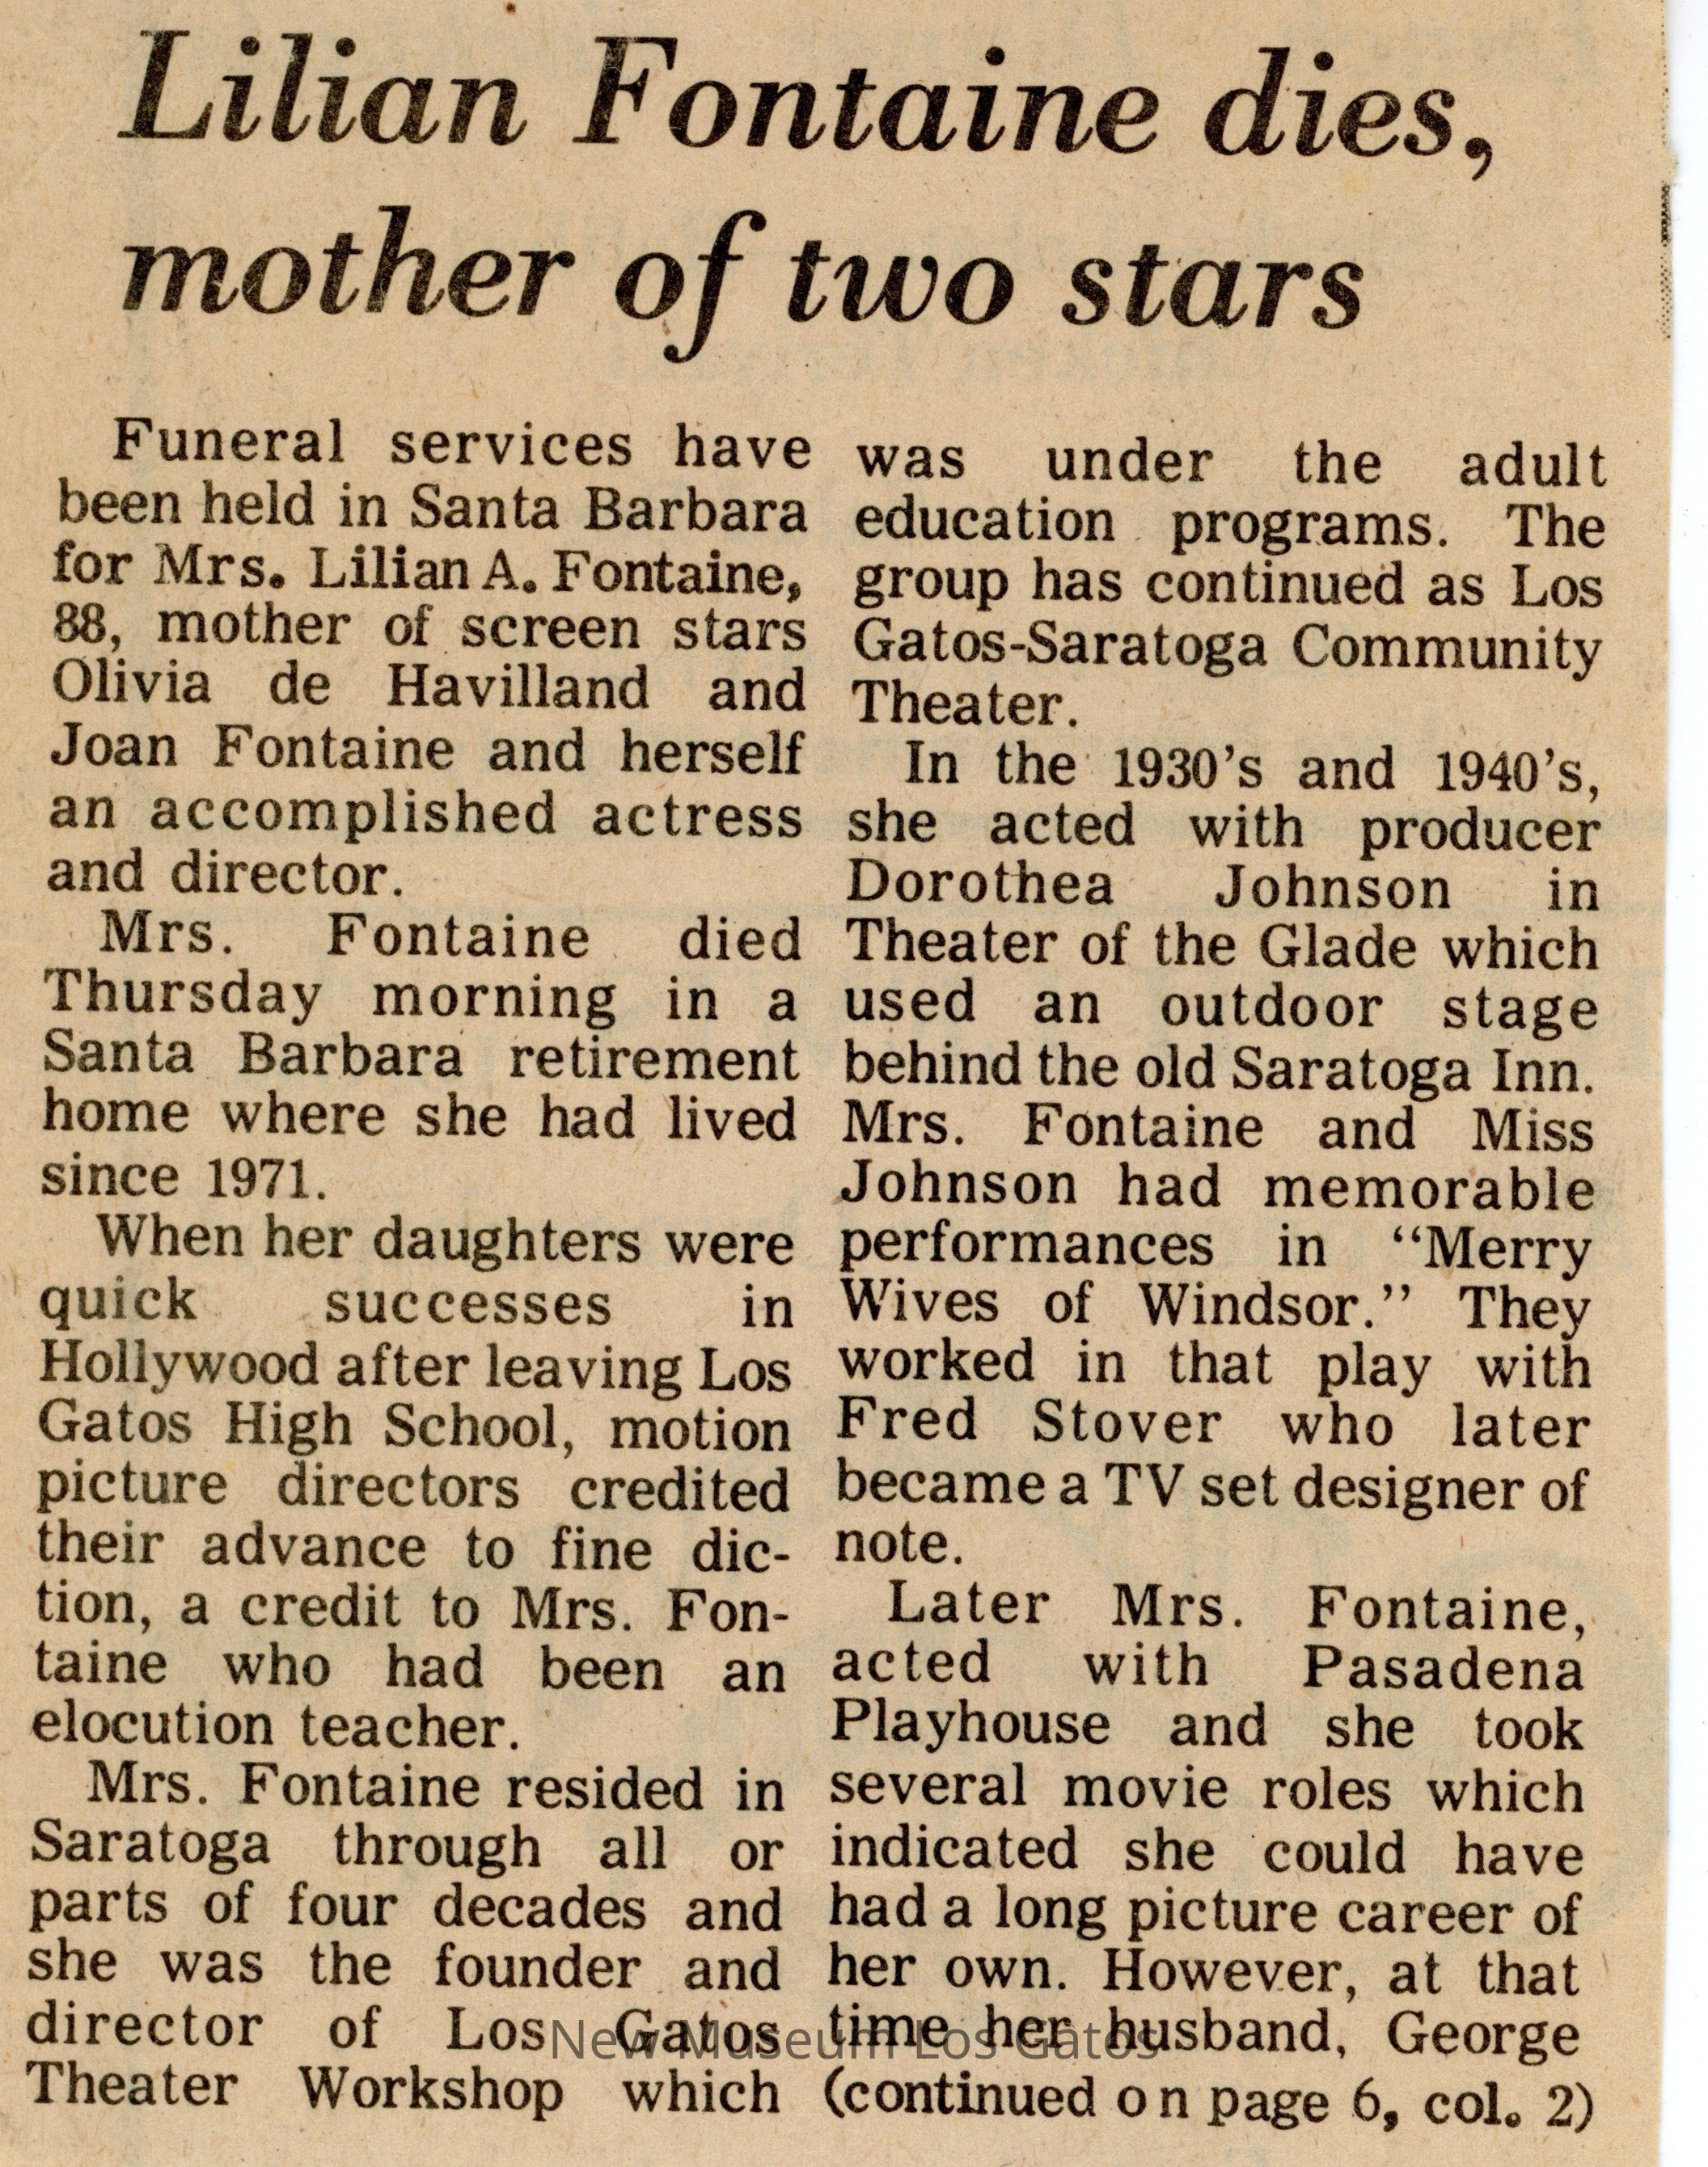 Lilian Fontaine dies,
mother of two stars
Funeral services have
been held in Santa Barbara
for Mrs. Lilian A. Fontaine,
88, mother of screen stars
Olivia de Havilland and
Joan Fontaine and herself
an accomplished actress
and director.
Mrs. Fontaine died
Thursday morning in a
Santa Barbara retirement
home where she had lived
since 1971.
When her daughters were
quick successes in
Hollywood after leaving Los
Gatos High School, motion
picture directors credited
their advance to fine dic-
tion, a credit to Mrs. Fon-
taine who had been an
elocution teacher.
Mrs. Fontaine resided in
Saratoga through all or
parts of four decades and
she was the founder and
director of Los Gatos
Theater Workshop which
was under the adult
education programs. The
group has continued as Los
Gatos-Saratoga Community
Theater.
In the 1930's and 1940's,
she acted with producer
Dorothea Johnson in
Theater of the Glade which
used an outdoor stage
behind the old Saratoga Inn.
Mrs. Fontaine and Miss
Johnson had memorable
performances in "Merry
Wives of Windsor." They
worked in that play with
Fred Stover who later
became a TV set designer of
note.
Later Mrs. Fontaine,
acted with Pasadena
Playhouse and she took
several movie roles which
indicated she could have
had a long picture career of
her own. However, at that
time her husband, George
(continued on page 6, col. 2)
New Museum Los Gatos